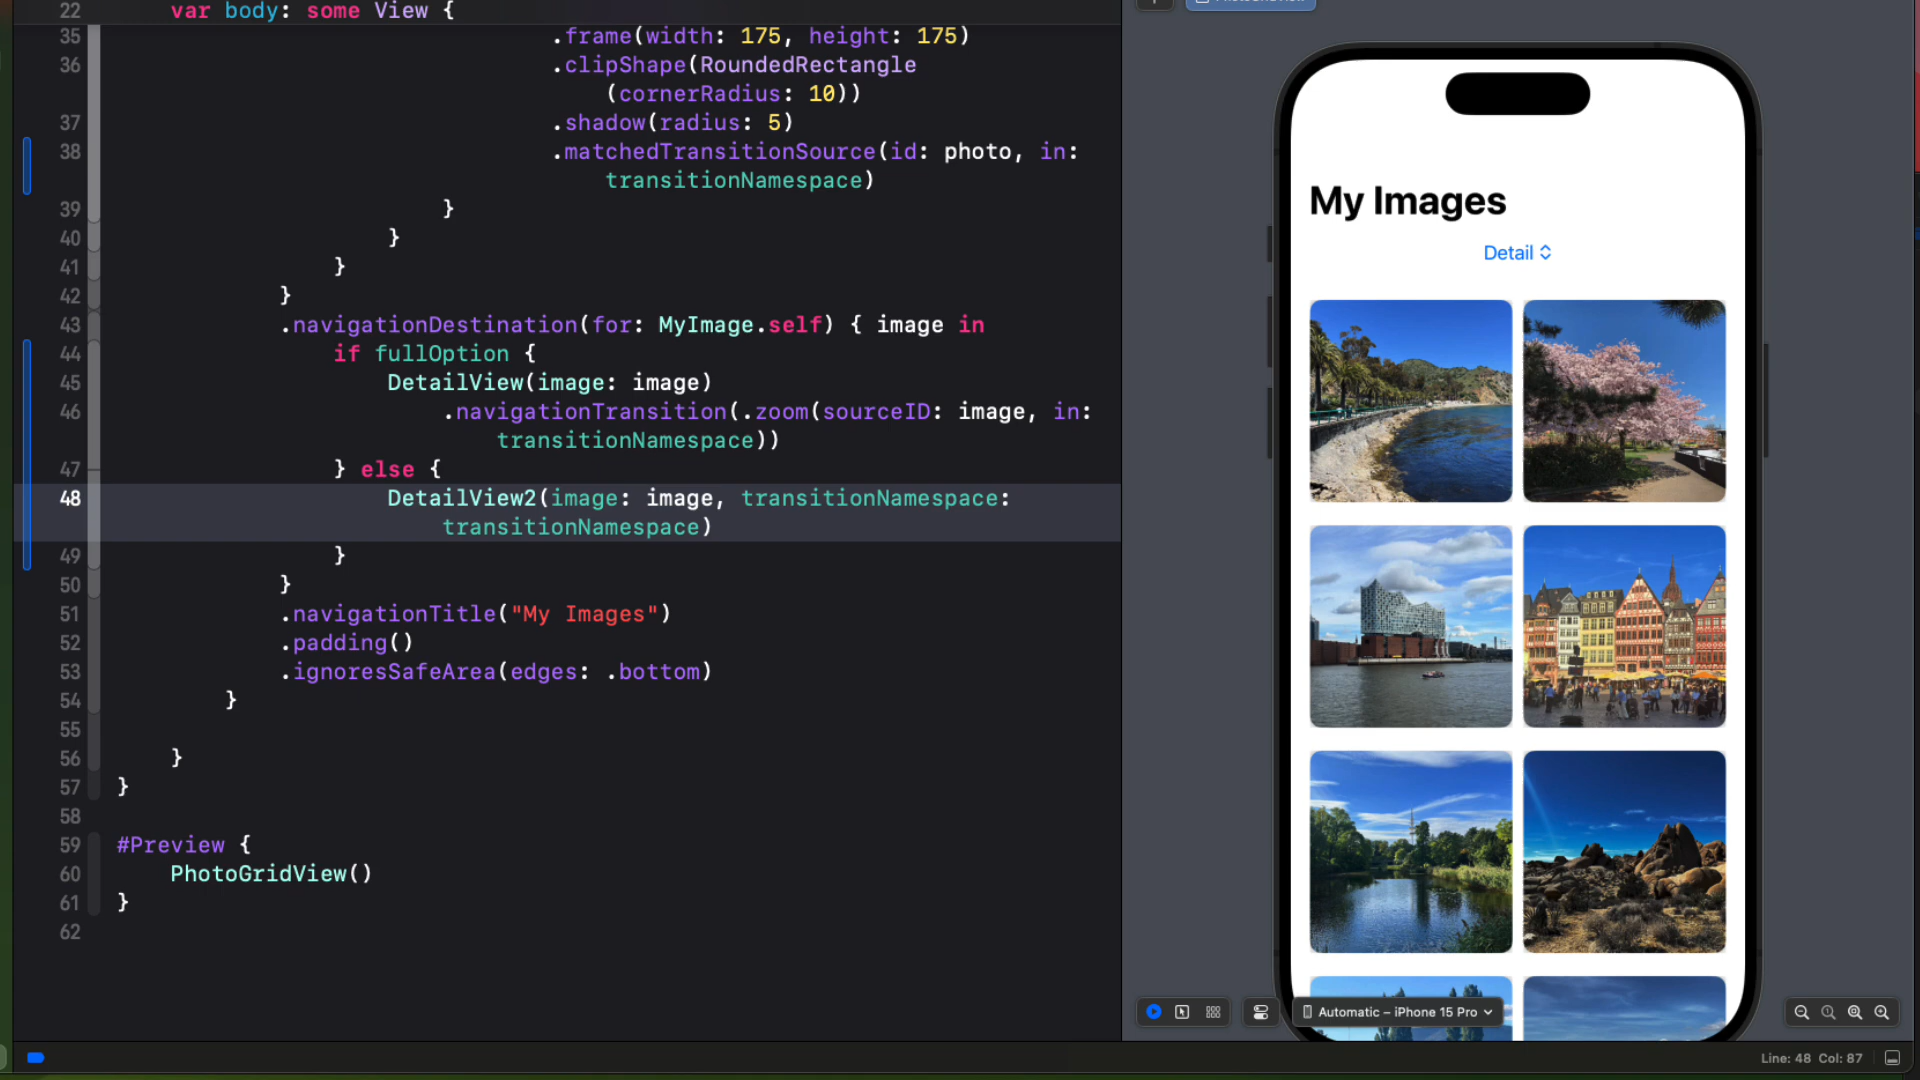 22 var body: some View {
35 .frame(width: 175, height: 175)
36 .clipShape(RoundedRectangle
(cornerRadius: 10))
37 .shadow(radius: 5)
38 .matchedTransitionSource(id: photo, in:
transitionNamespace)
39 }
40 }
41 }
42 }
43 .navigationDestination(for: MyImage.self) { image in
44 if fullOption {
45 DetailView(image: image)
46 .navigationTransition(.zoom(sourceID: image, in:
transitionNamespace))
47 } else {
48 DetailView2(image: image, transitionNamespace:
transitionNamespace)
49 }
50 }
51 .navigationTitle("My Images")
52 .padding()
53 .ignoresSafeArea(edges: .bottom)
54 }
55
56 }
57 }
58
59 #Preview {
60 PhotoGridView()
61 }
62
My Images
Detail
Automatic – iPhone 15 Pro
Line: 48 Col: 87